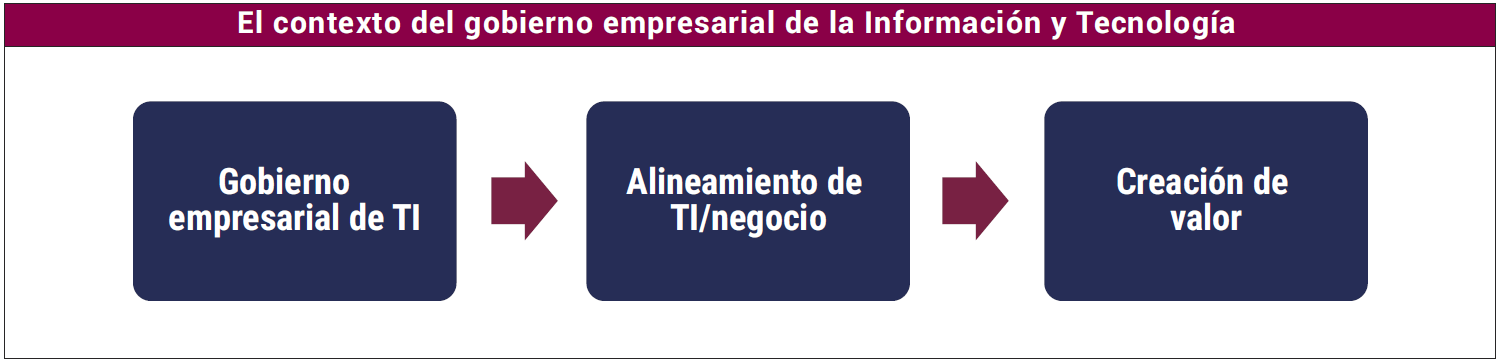 El contexto del gobierno empresarial de la Información y Tecnología
Gobierno
empresarial de TI
Alineamiento de
TI/negocio
Creación de
valor